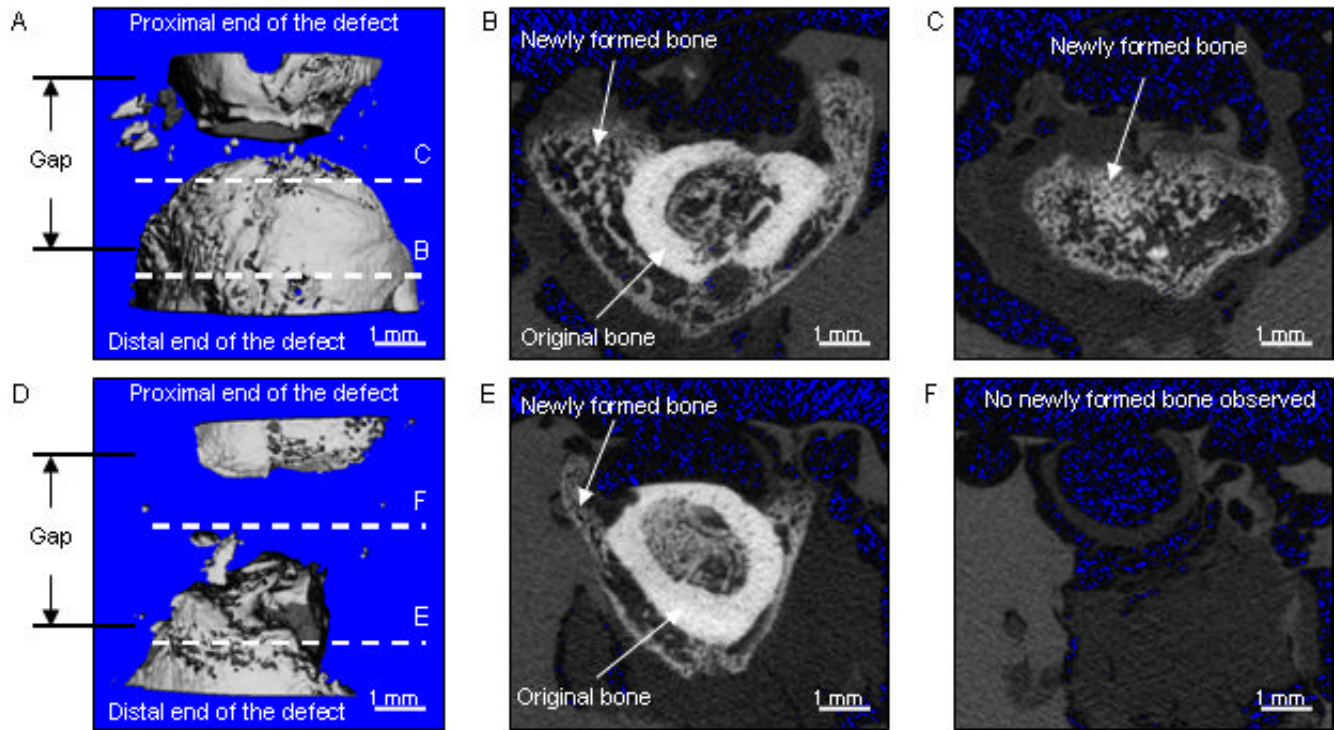 A
Proximal end of the defect
Gap
C
B
Distal end of the defect
1 mm
B
Newly formed bone
Original bone
1 mm
C
Newly formed bone
1 mm
D
Proximal end of the defect
Gap
F
E
Distal end of the defect
1 mm
E
Newly formed bone
Original bone
1 mm
F
No newly formed bone observed
1 mm